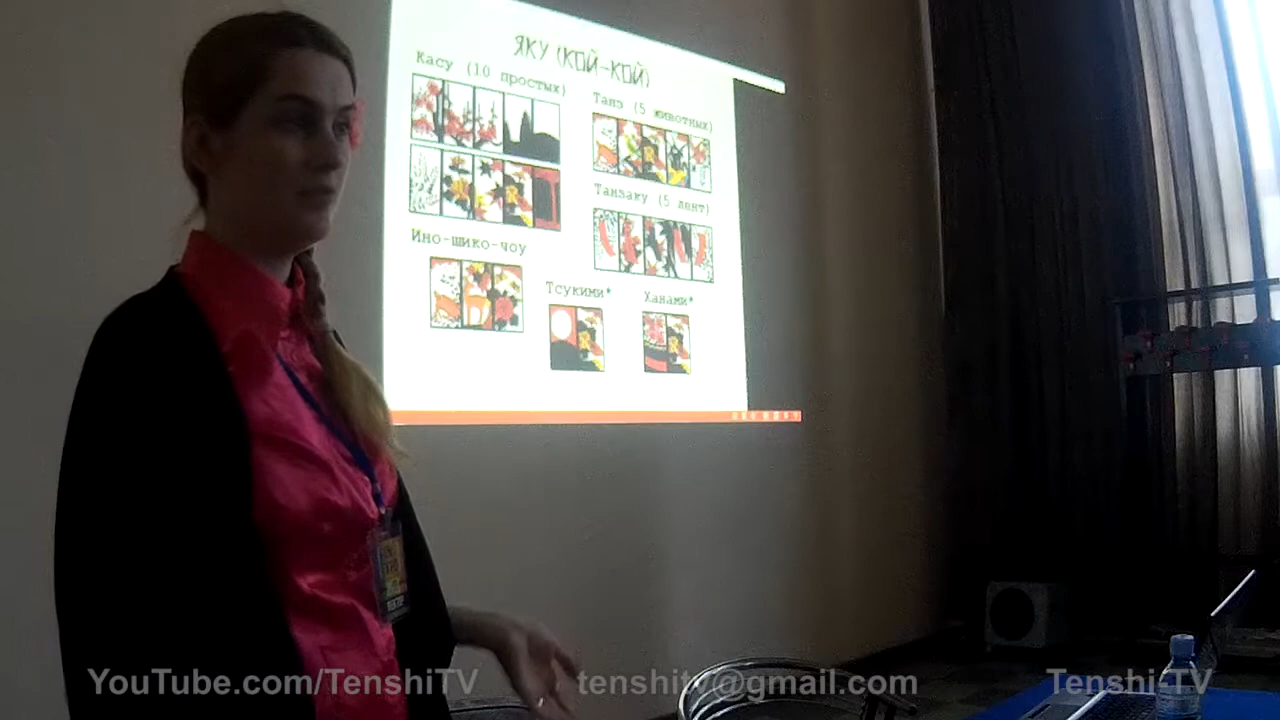 ЯКУ (КОЙ-КОЙ)
Касу (10 простых)
Танэ (5 животных)
Танзаку (5 лент)
Ино-шико-чоу
Тсукими*
Ханами*
YouTube.com/TenshiTV
tenshitv@gmail.com
TenshiTV